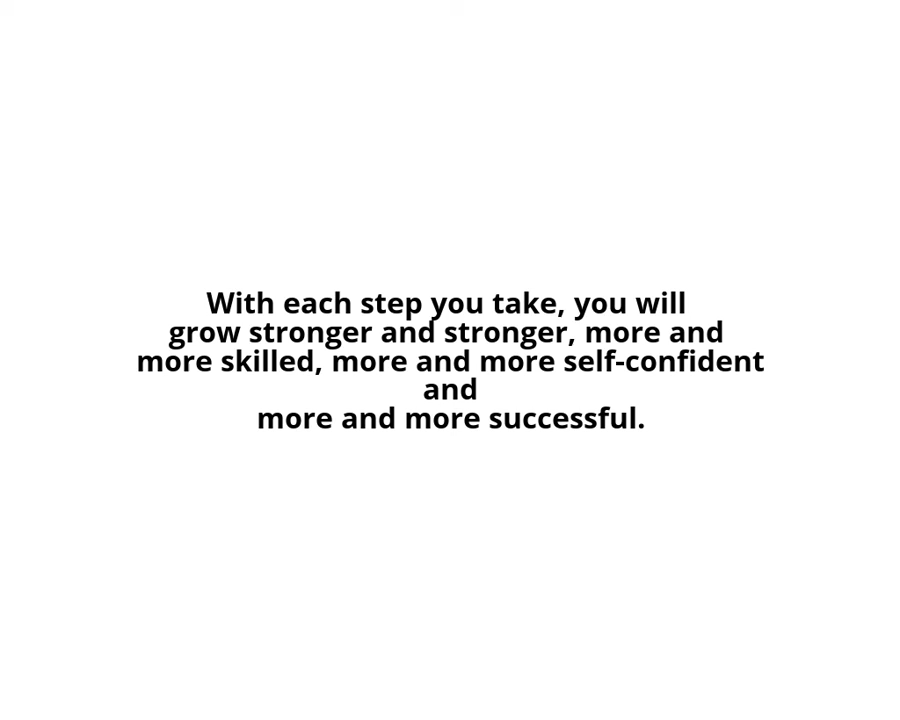 With each step you take, you will
grow stronger and stronger, more and
more skilled, more and more self-confident
and
more and more successful.